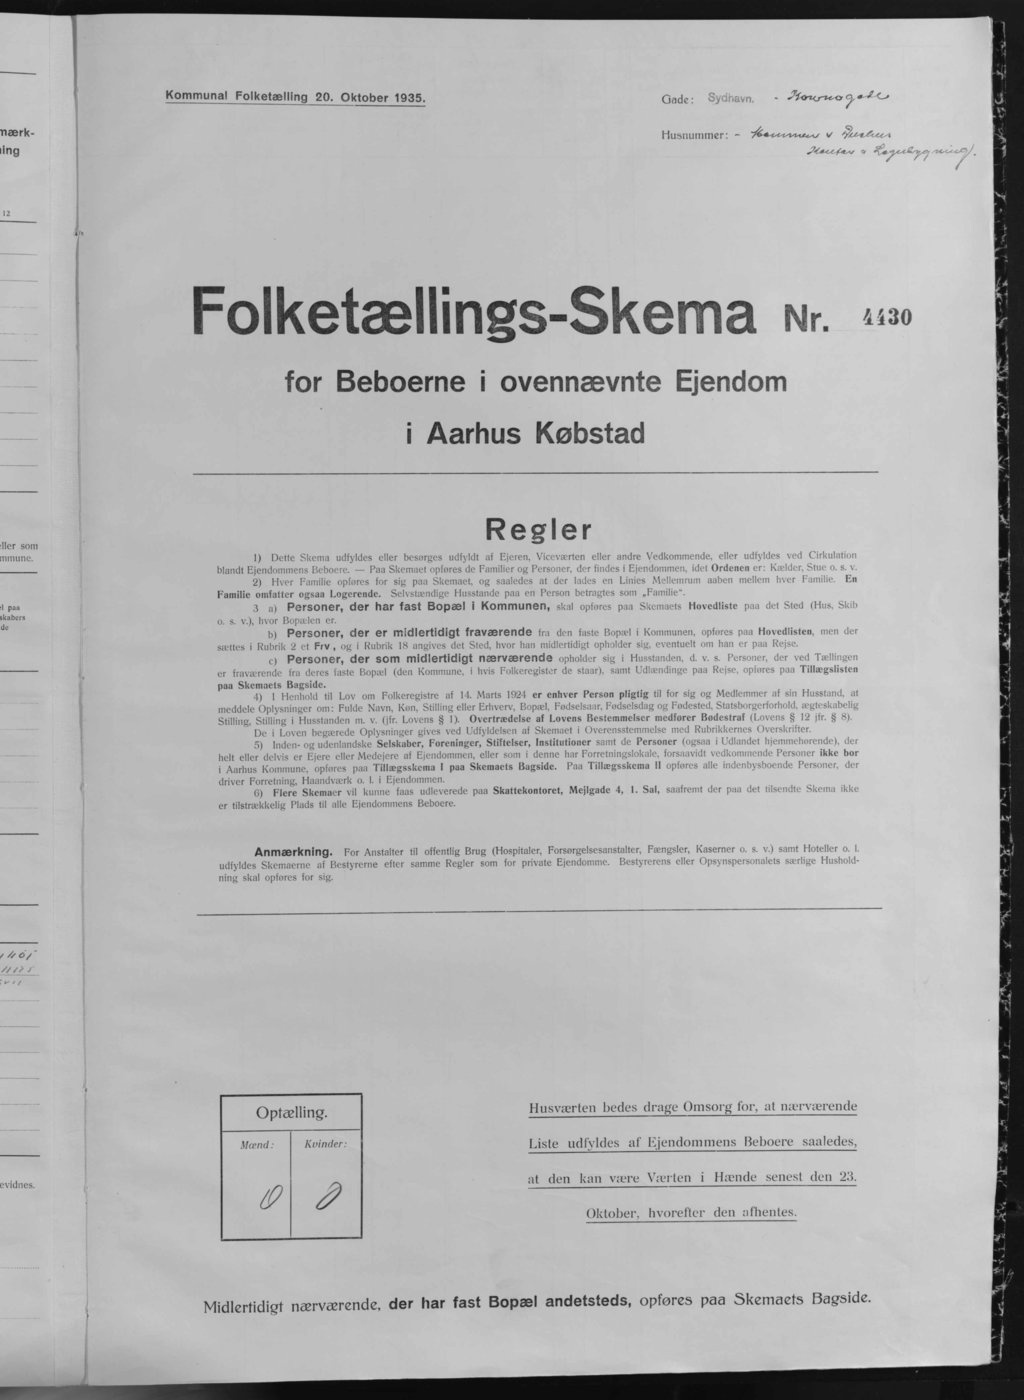 Kommunal Folketælling 20. Oktober 1935.
Gade: Sydhavn. - Kovnogade
Husnummer: -
mærk-
ing
12
Folketællings-Skema Nr. 4430
for Beboerne i ovennævnte Ejendom
i Aarhus Købstad
Regler
1) Dette Skema udfyldes eller besørges udfyldt af Ejeren, Viceværten eller andre Vedkommende, eller udfyldes ved Cirkulation
blandt Ejendommens Beboere. — Paa Skemaet opføres de Familier og Personer, der findes i Ejendommen, idet Ordenen er: Kælder, Stue o. s. v.
2) Hver Familie opføres for sig paa Skemaet, og saaledes at der lades en Linies Mellemrum aaben mellem hver Familie. En
Familie omfatter ogsaa Logerende. Selvstændige Husstande paa en Person betragtes som „Familie".
3 a) Personer, der har fast Bopæl i Kommunen, skal opføres paa Skemaets Hovedliste paa det Sted (Hus, Skib
o. s. v.), hvor Bopælen er.
b) Personer, der er midlertidigt fraværende fra den faste Bopæl i Kommunen, opføres paa Hovedlisten, men der
sættes i Rubrik 2 et Frv., og i Rubrik 18 angives det Sted, hvor han midlertidigt opholder sig, eventuelt om han er paa Rejse.
c) Personer, der som midlertidigt nærværende opholder sig i Husstanden, d. v. s. Personer, der ved Tællingen
er fraværende fra deres faste Bopæl (den Kommune, i hvis Folkeregister de staar), samt Udlændinge paa Rejse, opføres paa Tillægslisten
paa Skemaets Bagside.
4) I Henhold til Lov om Folkeregistre af 14. Marts 1924 er enhver Person pligtig til for sig og Medlemmer af sin Husstand, at
meddele Oplysninger om: Fulde Navn, Køn, Stilling eller Erhverv, Bopæl, Fødselsaar, Fødselsdag og Fødested, Statsborgerforhold, ægteskabelig
Stilling, Stilling i Husstanden m. v. (jfr. Lovens § 1). Overtrædelse af Lovens Bestemmelser medfører Bødestraf (Lovens § 12 jfr. § 8).
De i Loven begærede Oplysninger gives ved Udfyldelsen af Skemaet i Overensstemmelse med Rubrikkernes Overskrifter.
5) Inden- og udenlandske Selskaber, Foreninger, Stiftelser, Institutioner samt de Personer (ogsaa i Udlandet hjemmehørende), der
helt eller delvis er Ejere eller Medejere af Ejendommen, eller som i denne har Forretningslokale, forsaavidt vedkommende Personer ikke bor
i Aarhus Kommune, opføres paa Tillægsskema I paa Skemaets Bagside. Paa Tillægsskema II opføres alle indenbysboende Personer, der
driver Forretning, Haandværk o. l. i Ejendommen.
6) Flere Skemaer vil kunne faas udleverede paa Skattekontoret, Mejlgade 4, 1. Sal, saafremt der paa det tilsendte Skema ikke
er tilstrækkelig Plads til alle Ejendommens Beboere.
Anmærkning. For Anstalter til offentlig Brug (Hospitaler, Forsørgelsesanstalter, Fængsler, Kaserner o. s. v.) samt Hoteller o. l.
udfyldes Skemaerne af Bestyrerne efter samme Regler som for private Ejendomme. Bestyrerens eller Opsynspersonalets særlige Hushold-
ning skal opføres for sig.
eller som
mmune.
l paa
skabers
de
evidnes.
Optælling.
Mænd: Kvinder:
0 0
Husværten bedes drage Omsorg for, at nærværende
Liste udfyldes af Ejendommens Beboere saaledes,
at den kan være Værten i Hænde senest den 23.
Oktober, hvorefter den afhentes.
Midlertidigt nærværende, der har fast Bopæl andetsteds, opføres paa Skemaets Bagside.